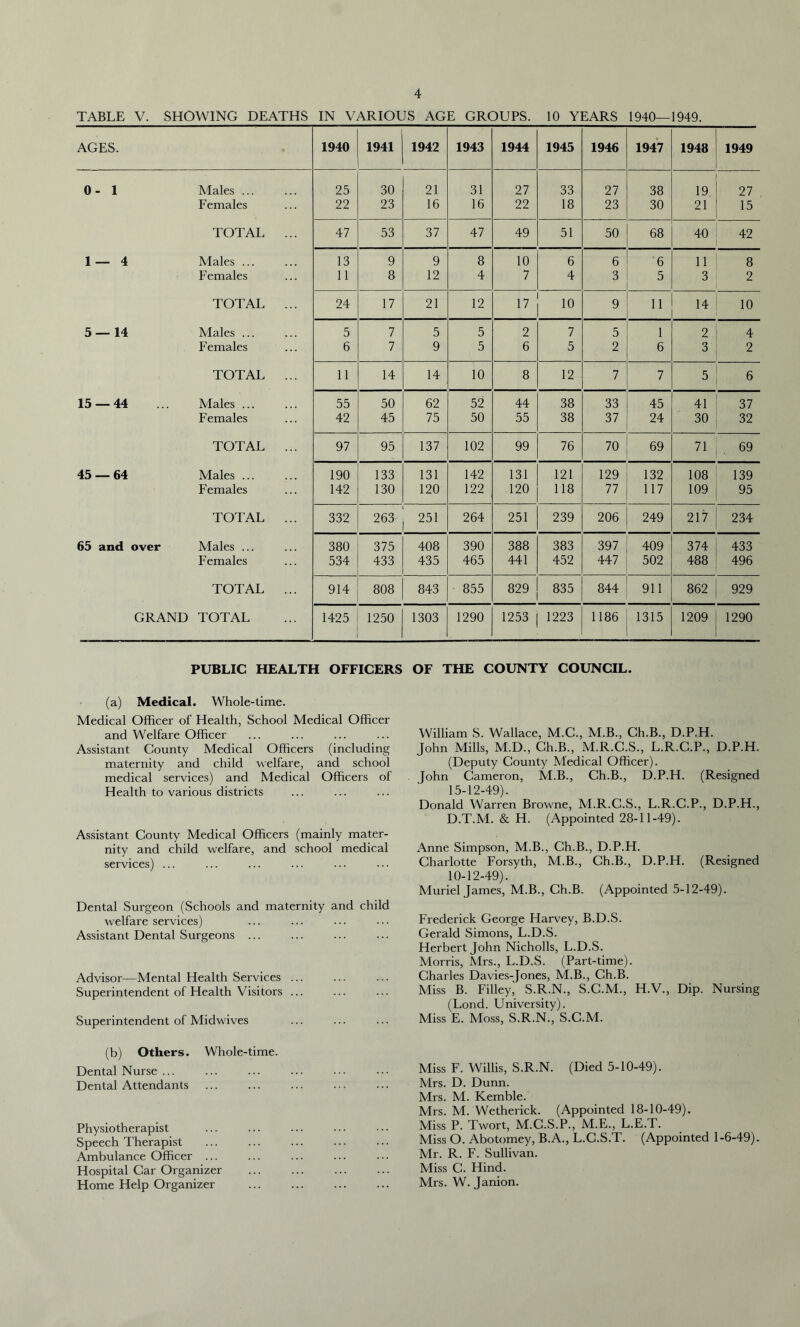 4
TABLE V. SHOWING DEATHS IN VARIOUS AGE GROUPS. 10 YEARS 1940—1949.
AGES. 1940 1941 1942 1943 1944 1945 1946 1947 1948 1949
0 - 1 Males ... ... 25 30 21 31 27 33 27 38 19 27
Females ... 22 23 16 16 22 18 23 30 21 15
TOTAL ... 47 53 37 47 49 51 50 68 40 42
1 — 4 Males ... ... 13 9 9 8 10 6 6 6 11 8
Females ... 11 8 12 4 7 4 3 5 3 2
TOTAL ... 24 17 21 12 17 10 9 11 14 10
5 — 14 Males ... ... 5 7 5 5 2 7 5 1 2 4
Females ... 6 7 9 5 6 5 2 6 3 2
TOTAL ... 11 14 14 10 8 12 7 7 5 6
15 — 44 ... Males ... ... 55 50 62 52 44 38 33 45 41 37
Females ... 42 45 75 50 55 38 37 24 30 32
TOTAL ... 97 95 137 102 99 76 70 69 71 69
45 — 64 Males ... ... 190 133 131 142 131 121 129 132 108 139
Females ... 142 130 120 122 120 118 77 117 109 95
TOTAL ... 332 263 251 264 251 239 206 249 217 234
65 and over Males ... ... 380 375 408 390 388 383 397 409 374 433
Females ... 534 433 435 465 441 452 447 502 488 496
TOTAL ... 914 808 843 855 829 835 844 911 862 929
GRAND TOTAL ... 1425 1250 1303 1290 1253 1223 1186 1315 1209 1290
PUBLIC HEALTH OFFICERS OF THE COUNTY COUNCIL.
(a) Medical. Whole-time.
Medical Officer of Health, School Medical Officer
and Welfare Officer ... ... ... ... William S. Wallace, M.C., M.B., Ch.B., D.P.H.
Assistant County Medical Officers (including John Mills, M.D., Ch.B., M.R.C.S., L.R.C.P., D.P.H.
maternity and child welfare, and school (Deputy County Medical Officer).
medical services) and Medical Officers of John Cameron, M.B., Ch.B., D.P.H. (Resigned
Health to various districts ... ... ... 15-12-49).
Donald Warren Browne, M.R.C.S., L.R.C.P., D.P.H.,
D.T.M. & H. (Appointed 28-11-49).
Assistant County Medical Officers (mainly mater-
nity and child welfare, and school medical Anne Simpson, M.B., Ch.B., D.P.H.
services) ... ... ... ... ... ... Charlotte Forsyth, M.B., Ch.B., D.P.H. (Resigned
10-12-49).
Muriel James, M.B., Ch.B. (Appointed 5-12-49).
Dental Surgeon (Schools and maternity and child
welfare services) ... ... ... ... Frederick George Harvey, B.D.S.
Assistant Dental Surgeons ... ... ... ... Gerald Simons, L.D.S.
Herbert John Nicholls, L.D.S.
Morris, Mrs., L.D.S. (Part-time).
Advisor—Mental Health Services ... ... ... Charles Davies-Jones, M.B., Ch.B.
Superintendent of Health Visitors ... ... ... Miss B. Filley, S.R.N., S.C.M., H.V., Dip. Nursing
(Lond. University).
Superintendent of Midwives ... ... ... Miss E. Moss, S.R.N., S.C.M.
(b) Others. Whole-time.
Dental Nurse ... ... ... ... ... ... Miss F. Willis, S.R.N. (Died 5-10-49).
Dental Attendants ... ... ... ... ... Mrs. D. Dunn.
Mrs. M. Kemble.
Mrs. M. Wetherick. (Appointed 18-10-49).
Physiotherapist ... ... ... ... ... Miss P. Twort, M.C.S.P., M.E., L.E.T.
Speech Therapist ... ... ... ... ... Miss O. Abotomey, B.A., L.C.S.T. (Appointed 1-6-49).
Ambulance Officer ... ... ... ... ... Mr. R. F. Sullivan.
Hospital Car Organizer ... ... ... ... Miss C. Hind.
Home Help Organizer ... ... ... ... Mrs. W. Janion.